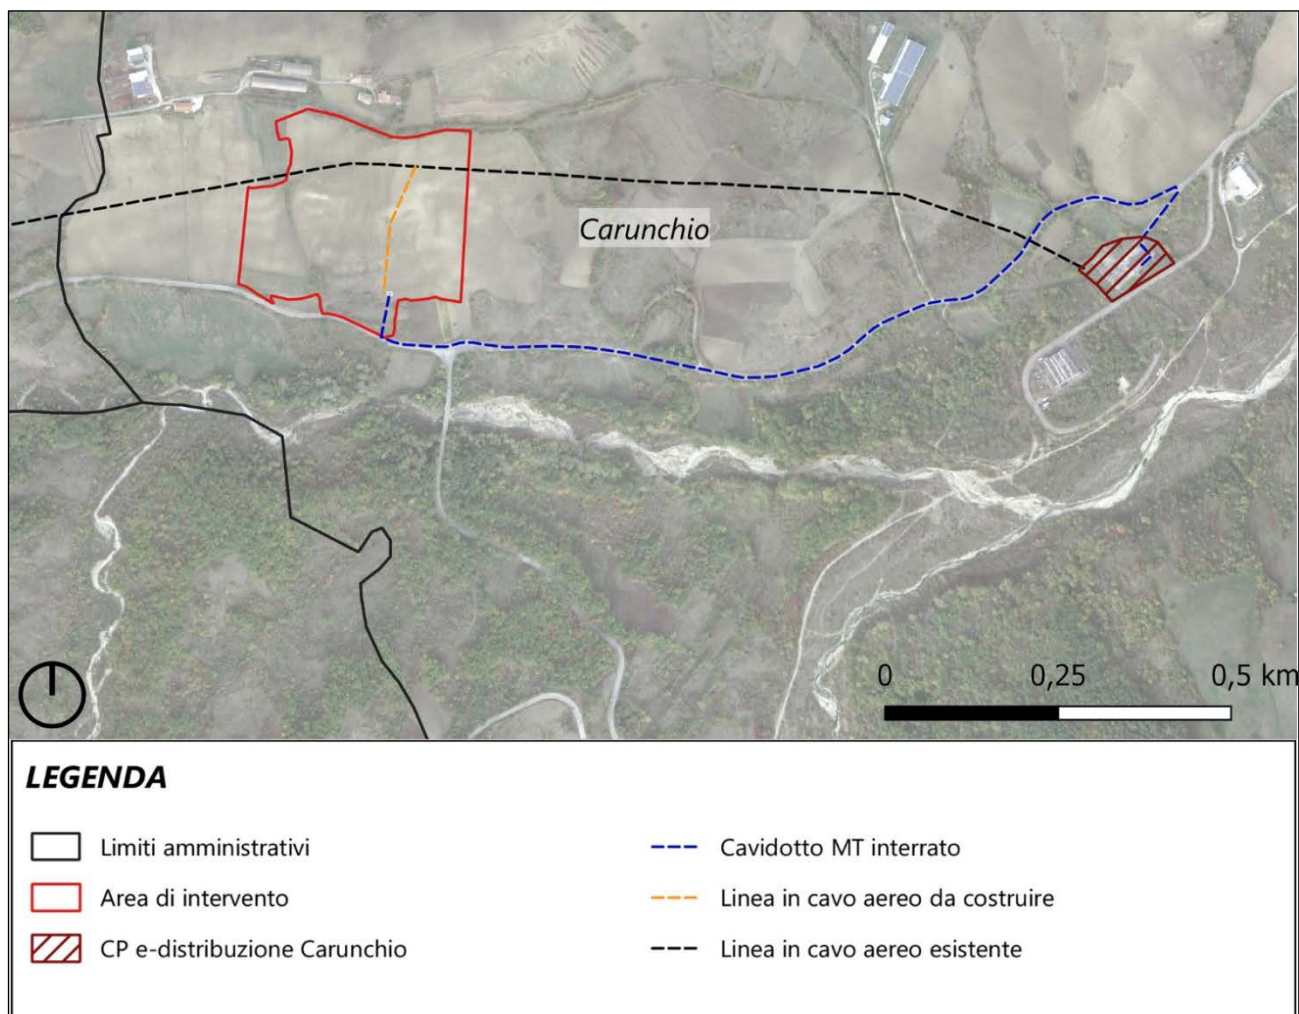 Carunchio
0 0,25 0,5 km
LEGENDA
Limiti amministrativi
Area di intervento
CP e-distribuzione Carunchio
Cavidotto MT interrato
Linea in cavo aereo da costruire
Linea in cavo aereo esistente